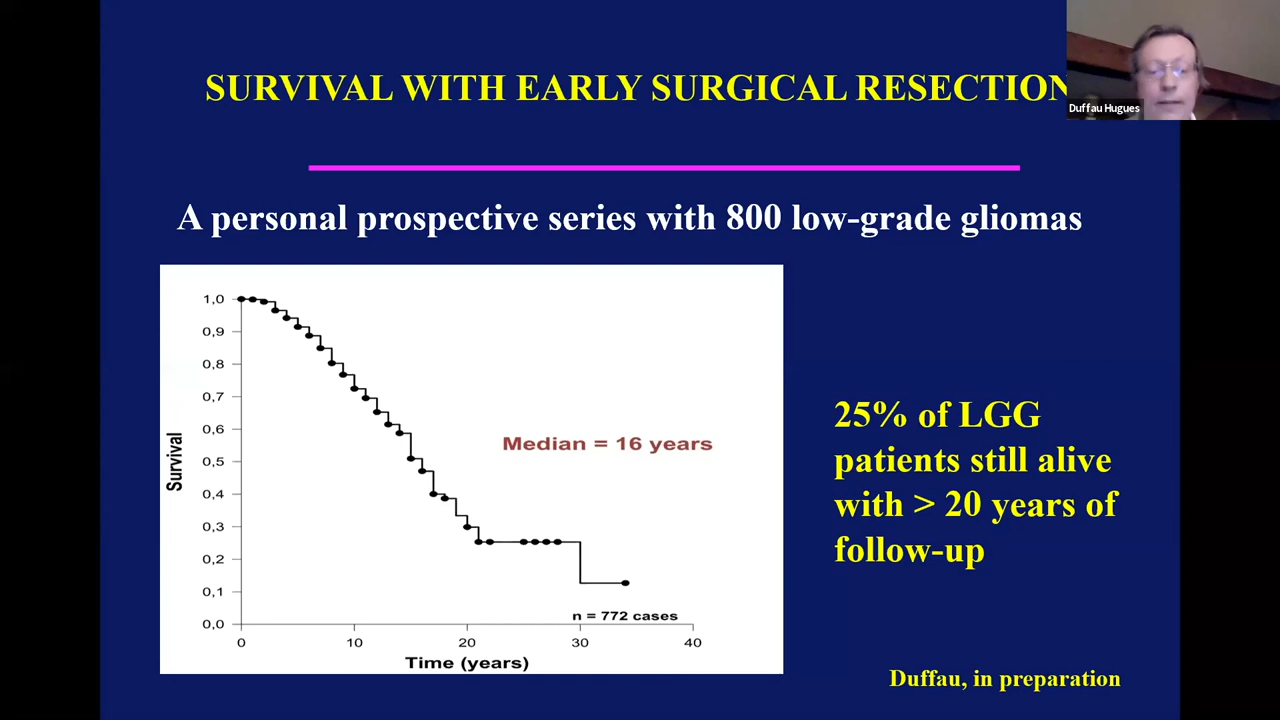 SURVIVAL WITH EARLY SURGICAL RESECTION
Duffau Hugues
A personal prospective series with 800 low-grade gliomas
1,0
0,9
0,8
0,7
0,6
0,5
0,4
0,3
0,2
0,1
0,0
Survival
Median = 16 years
n = 772 cases
0 10 20 30 40
Time (years)
25% of LGG
patients still alive
with > 20 years of
follow-up
Duffau, in preparation